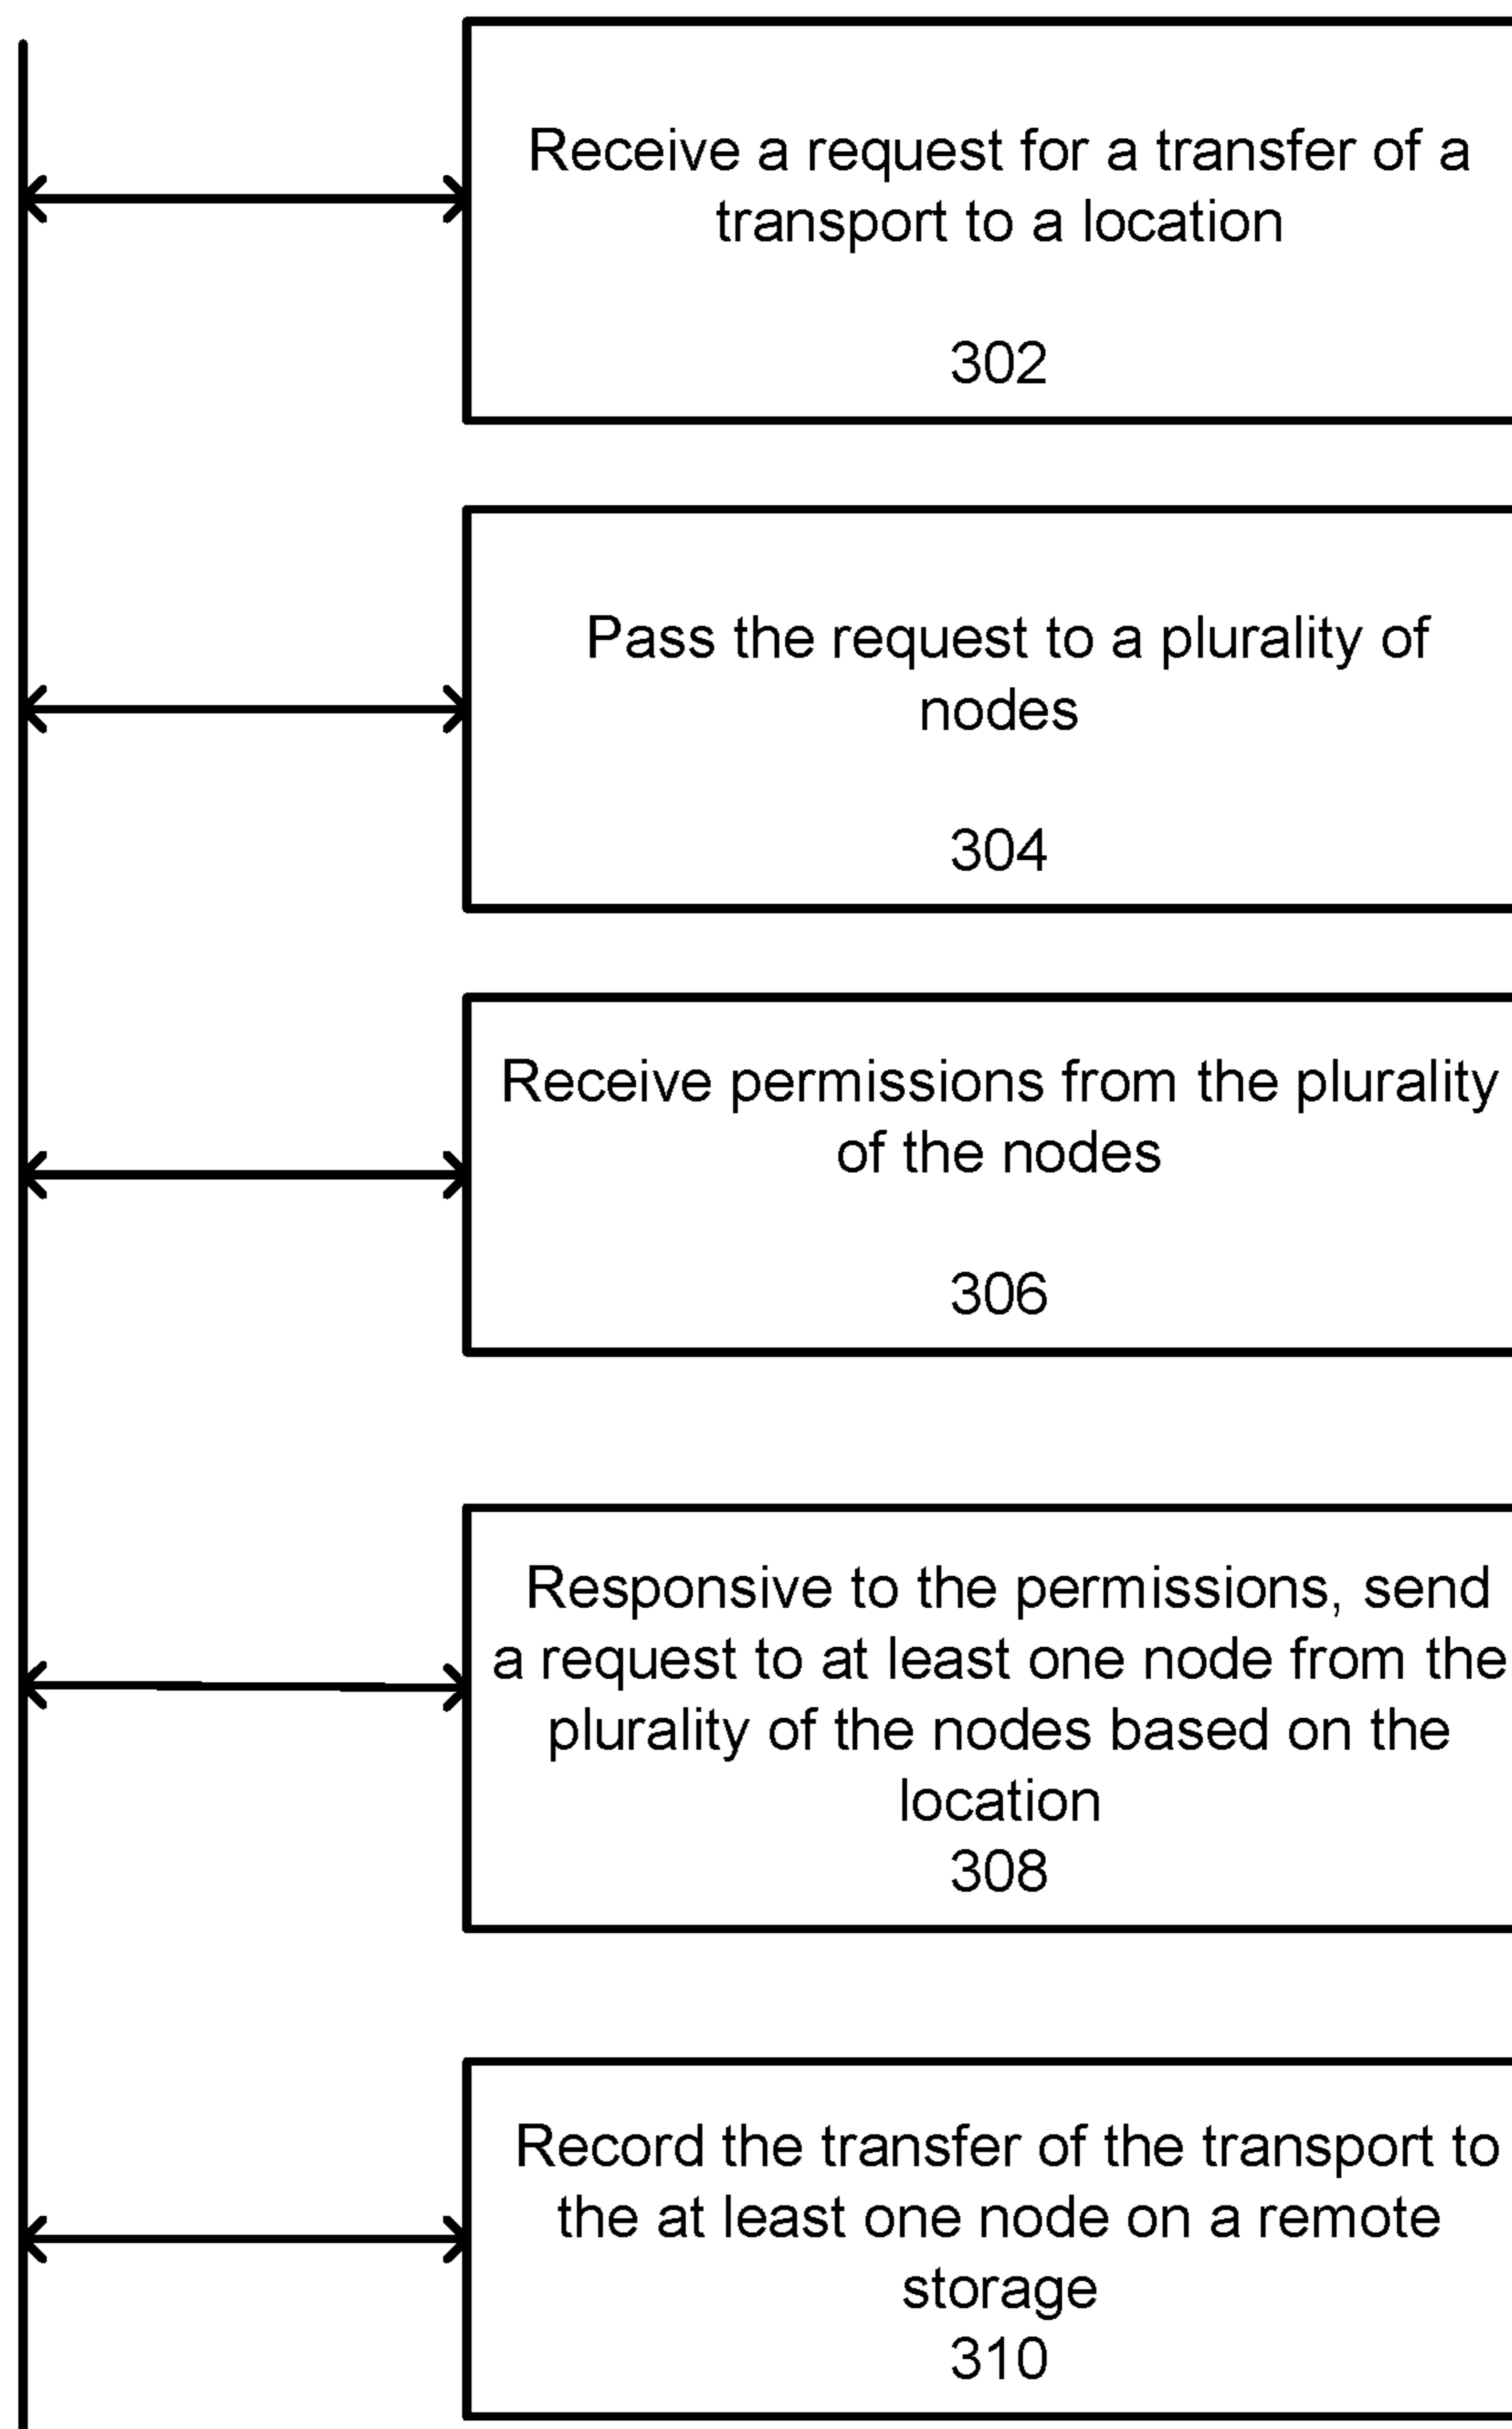 Receive a request for a transfer of a
transport to a location
302
Pass the request to a plurality of
nodes
304
Receive permissions from the plurality
of the nodes
306
Responsive to the permissions, send
a request to at least one node from the
plurality of the nodes based on the
location
308
Record the transfer of the transport to
the at least one node on a remote
storage
310